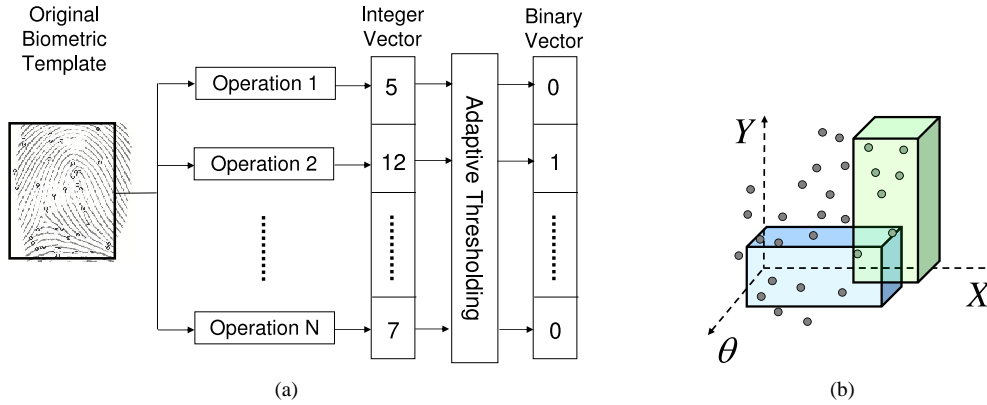 Original
Biometric
Template
Integer
Vector
Binary
Vector
Operation 1
5
0
Operation 2
12
1
Adaptive Thresholding
Operation N
7
0
(a)
Y
X
θ
(b)